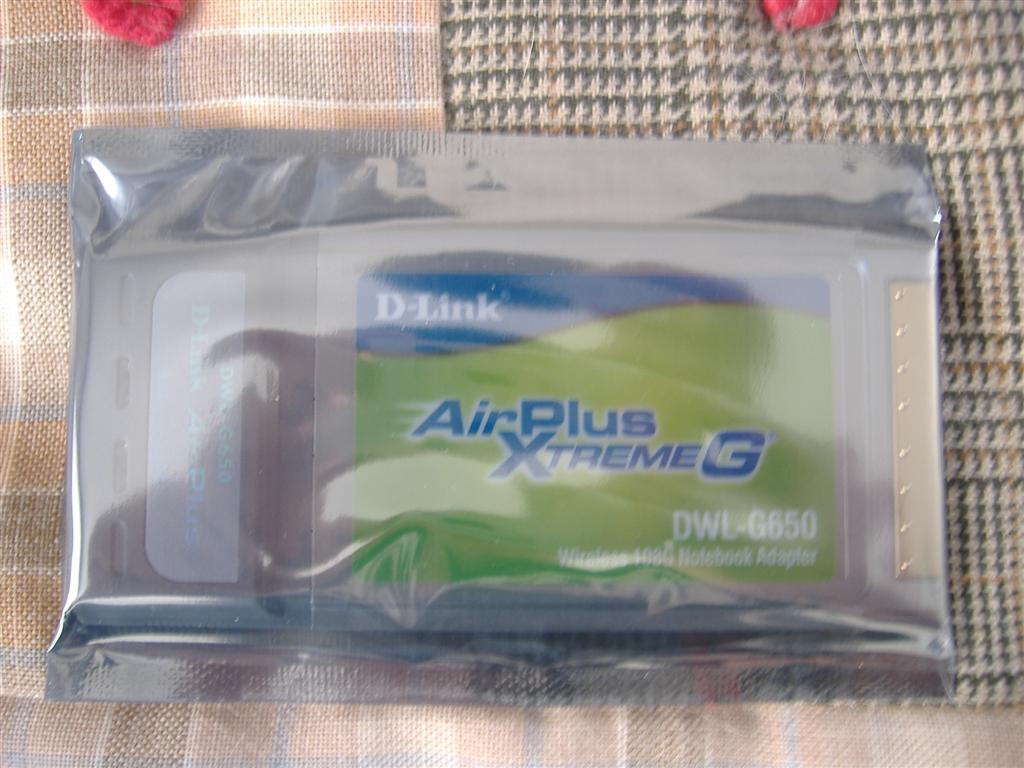 D-Link
AirPlus
XTREME G
DWL-G650
Wireless 108G Notebook Adapter
D-Link AirPlus
DWL-G650